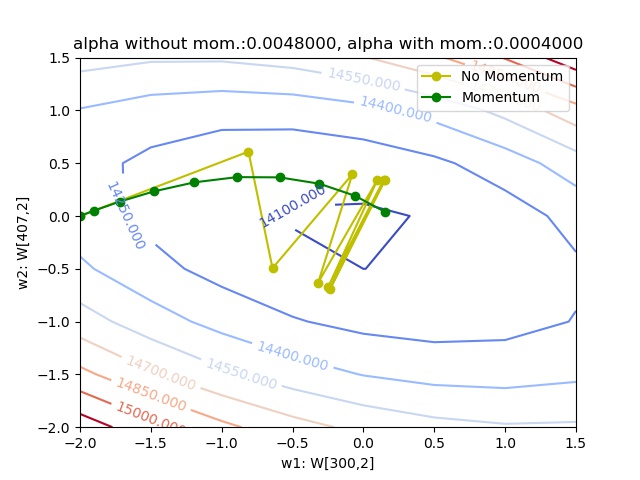 alpha without mom.:0.0048000, alpha with mom.:0.0004000
No Momentum
Momentum
14550.000
14400.000
14100.000
14400.000
14550.000
14700.000
14850.000
15000.000
1.5
1.0
0.5
0.0
−0.5
−1.0
−1.5
−2.0
w2: W[407,2]
−2.0 −1.5 −1.0 −0.5 0.0 0.5 1.0 1.5
w1: W[300,2]